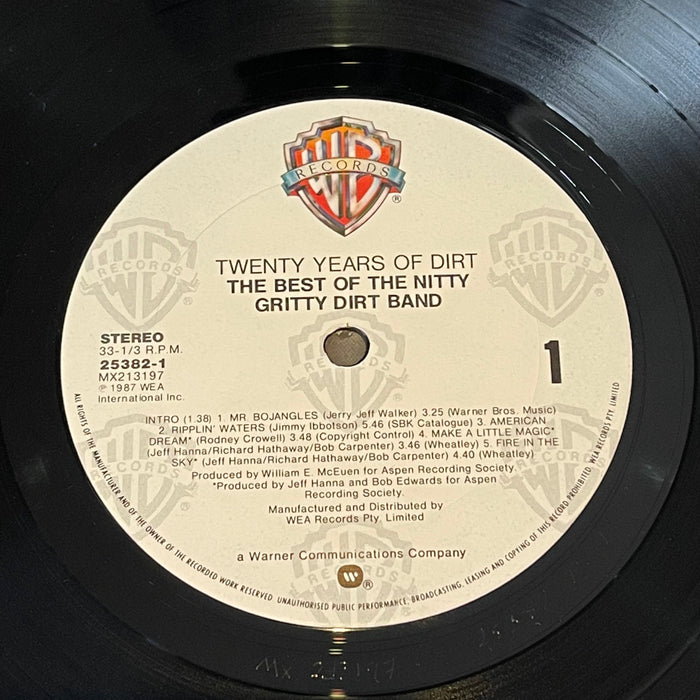 WB
RECORDS
®
TWENTY YEARS OF DIRT
THE BEST OF THE NITTY
GRITTY DIRT BAND
STEREO
33-1/3 R.P.M.
25382-1
MX213197
℗ 1987 WEA
International Inc.
1
INTRO (1.38) 1. MR. BOJANGLES (Jerry Jeff Walker) 3.25 (Warner Bros. Music)
2. RIPPLIN' WATERS (Jimmy Ibbotson) 5.46 (SBK Catalogue) 3. AMERICAN
DREAM* (Rodney Crowell) 3.48 (Copyright Control) 4. MAKE A LITTLE MAGIC*
(Jeff Hanna/Richard Hathaway/Bob Carpenter) 3.46 (Wheatley) 5. FIRE IN THE
SKY* (Jeff Hanna/Richard Hathaway/Bob Carpenter) 4.40 (Wheatley)
Produced by William E. McEuen for Aspen Recording Society.
*Produced by Jeff Hanna and Bob Edwards for Aspen
Recording Society.
Manufactured and Distributed by
WEA Records Pty. Limited
a Warner Communications Company
®
ALL RIGHTS OF THE MANUFACTURER AND OF THE OWNER OF THE RECORDED WORK RESERVED. UNAUTHORISED PUBLIC PERFORMANCE, BROADCASTING, LEASING AND COPYING OF THIS RECORD PROHIBITED. WEA RECORDS PTY. LIMITED
MX 213197